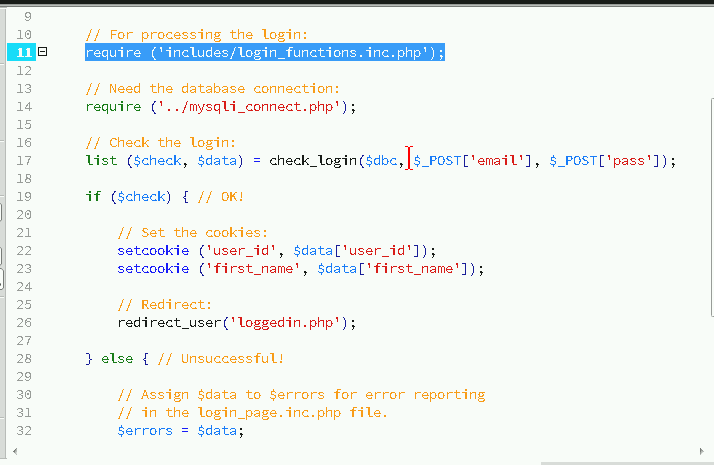 9
10 // For processing the login:
11 require ('includes/login_functions.inc.php');
12
13 // Need the database connection:
14 require ('../mysqli_connect.php');
15
16 // Check the login:
17 list ($check, $data) = check_login($dbc, $_POST['email'], $_POST['pass']);
18
19 if ($check) { // OK!
20
21 // Set the cookies:
22 setcookie ('user_id', $data['user_id']);
23 setcookie ('first_name', $data['first_name']);
24
25 // Redirect:
26 redirect_user('loggedin.php');
27
28 } else { // Unsuccessful!
29
30 // Assign $data to $errors for error reporting
31 // in the login_page.inc.php file.
32 $errors = $data;